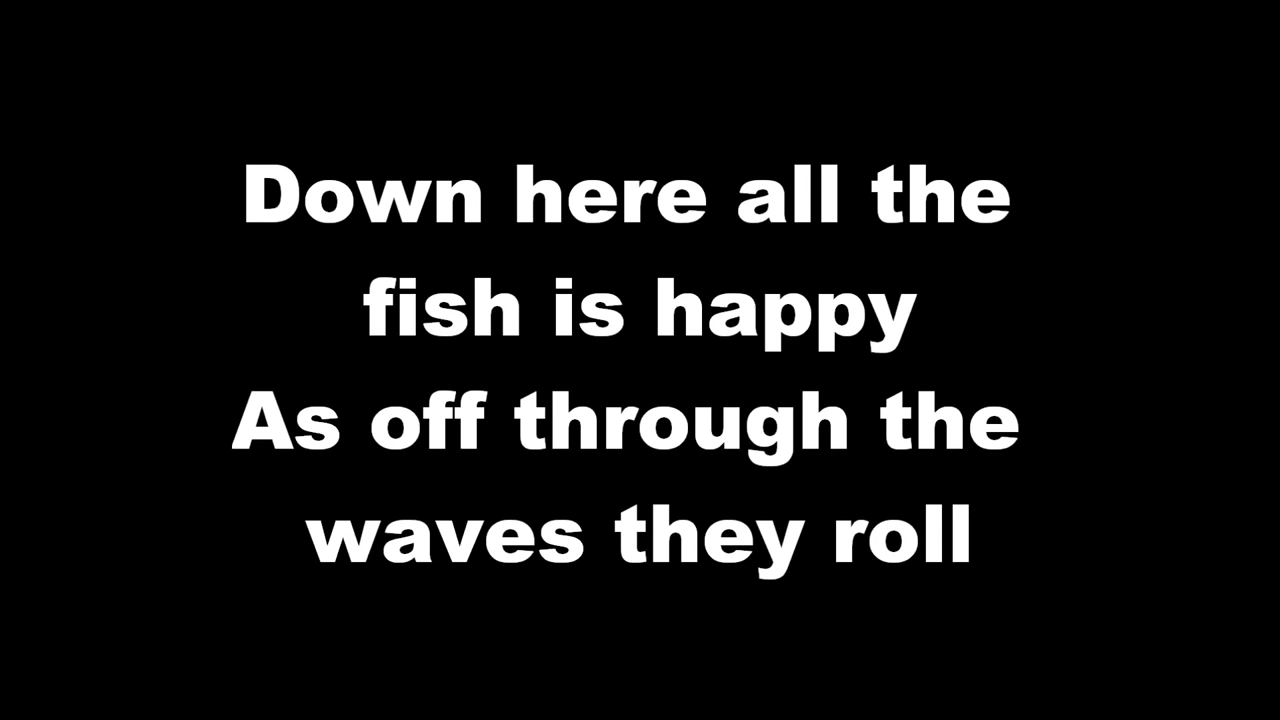 Down here all the
fish is happy
As off through the
waves they roll